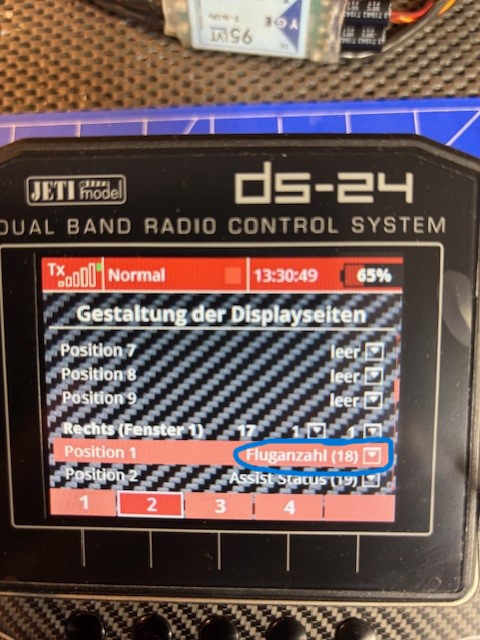 YGE
95LVT
JETI model
ds-24
DUAL BAND RADIO CONTROL SYSTEM
Tx Normal 13:30:49 65%
Gestaltung der Displayseiten
Position 7 leer
Position 8 leer
Position 9 leer
Rechts (Fenster 1) 17 1 1
Position 1 Fluganzahl (18)
Position 2 Assist Status (19)
1 2 3 4